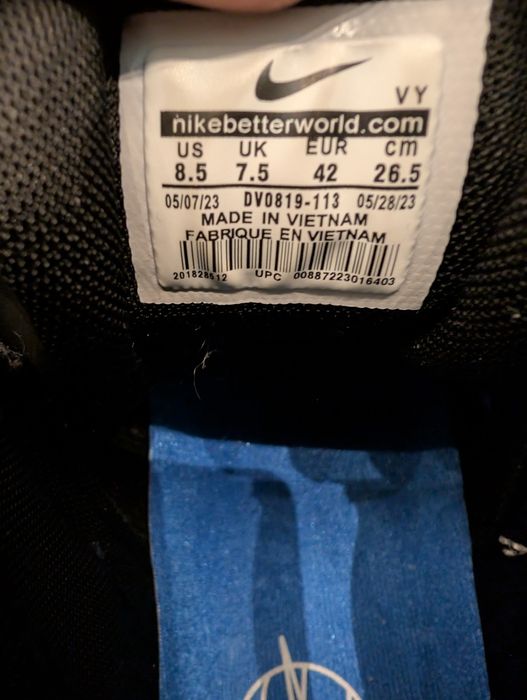 VY
nikebetterworld.com
US UK EUR cm
8.5 7.5 42 26.5
05/07/23 DV0819-113 05/28/23
MADE IN VIETNAM
FABRIQUE EN VIETNAM
201828512 UPC 00887223016403